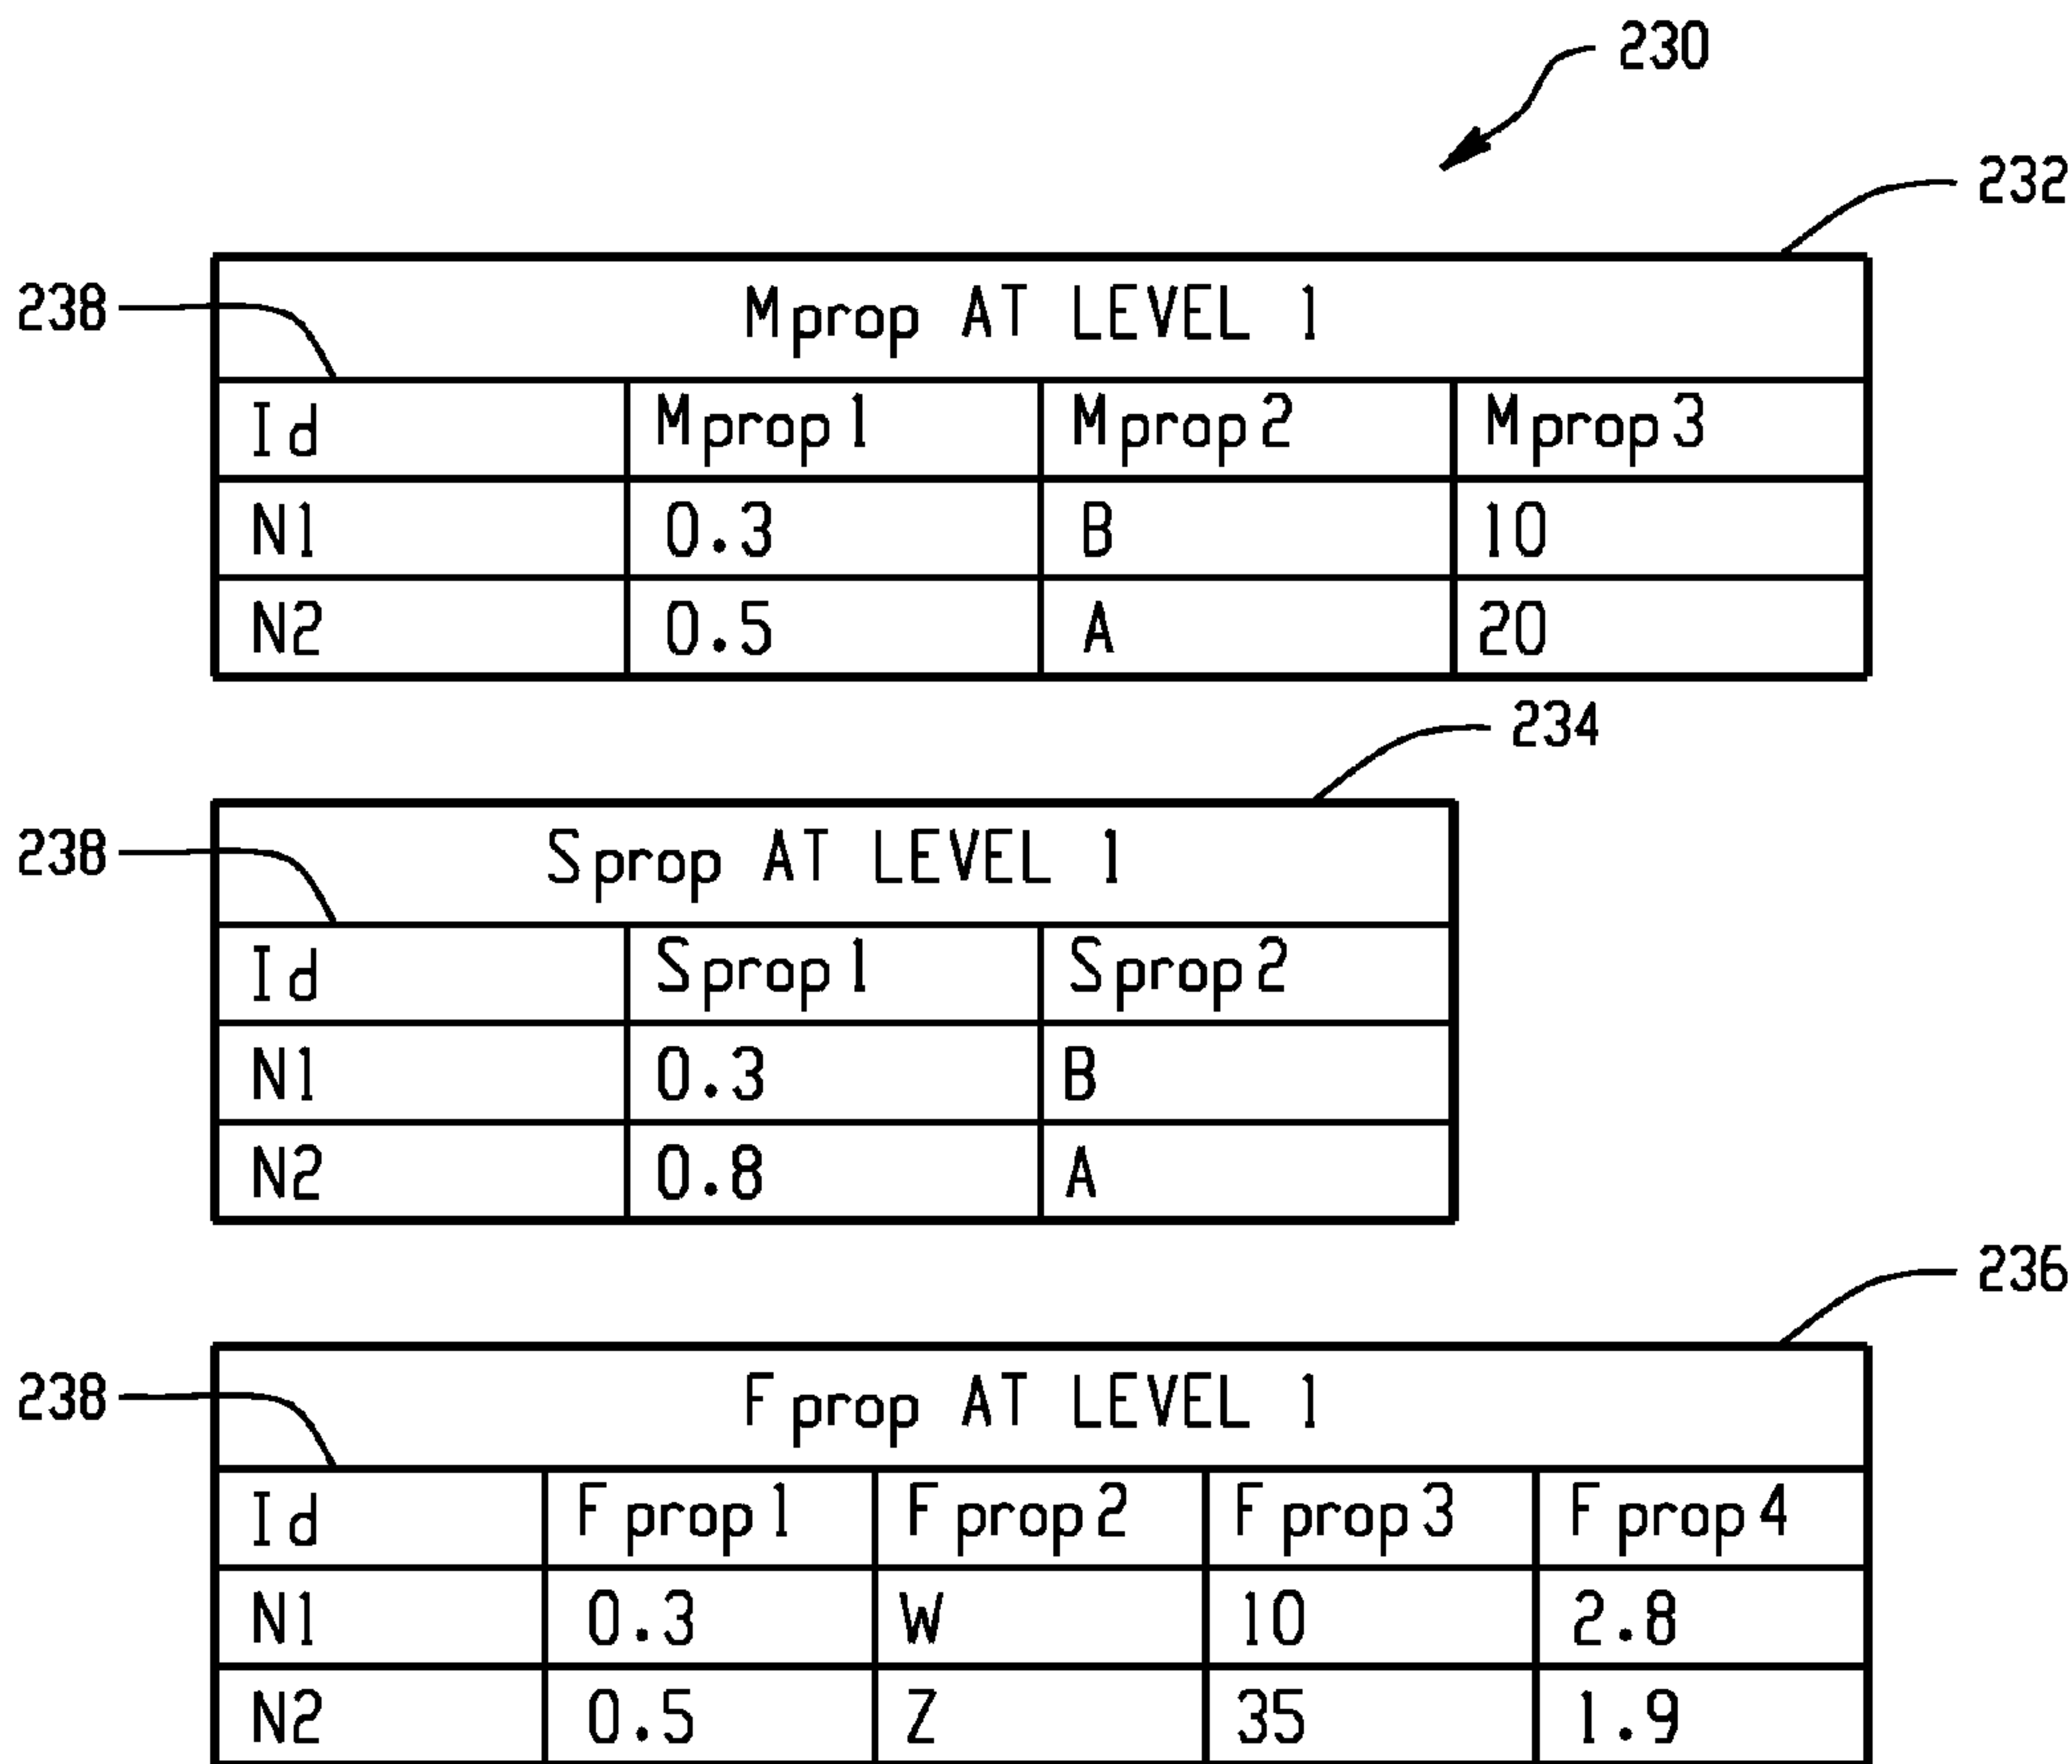 230
232
238
Mprop AT LEVEL 1
Id Mprop1 Mprop2 Mprop3
N1 0.3 B 10
N2 0.5 A 20
234
238
Sprop AT LEVEL 1
Id Sprop1 Sprop2
N1 0.3 B
N2 0.8 A
236
238
Fprop AT LEVEL 1
Id Fprop1 Fprop2 Fprop3 Fprop4
N1 0.3 W 10 2.8
N2 0.5 Z 35 1.9